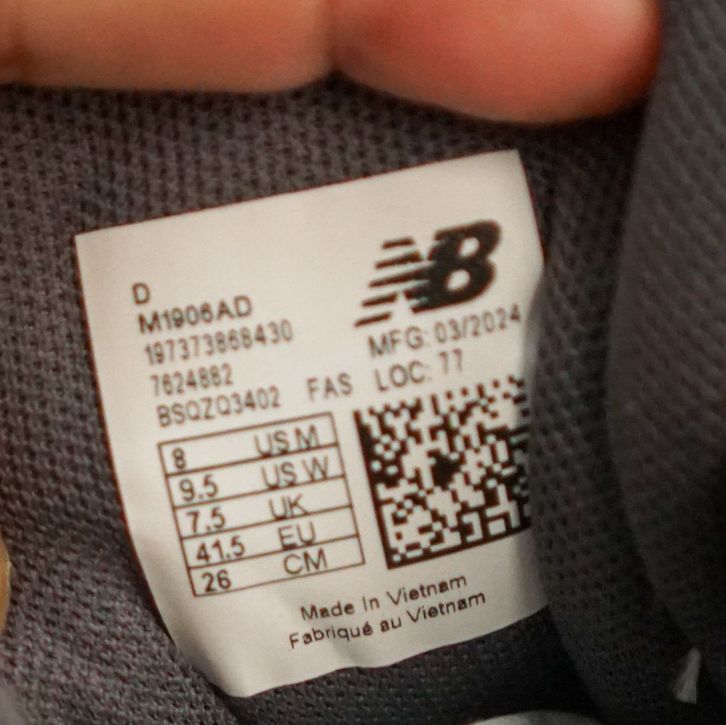 NB
D
M1906AD
197373868430
MFG: 03/2024
7624882
LOC: 77
BSQZQ3402 FAS
8 US M
9.5 US W
7.5 UK
41.5 EU
26 CM
Made In Vietnam
Fabriqué au Vietnam